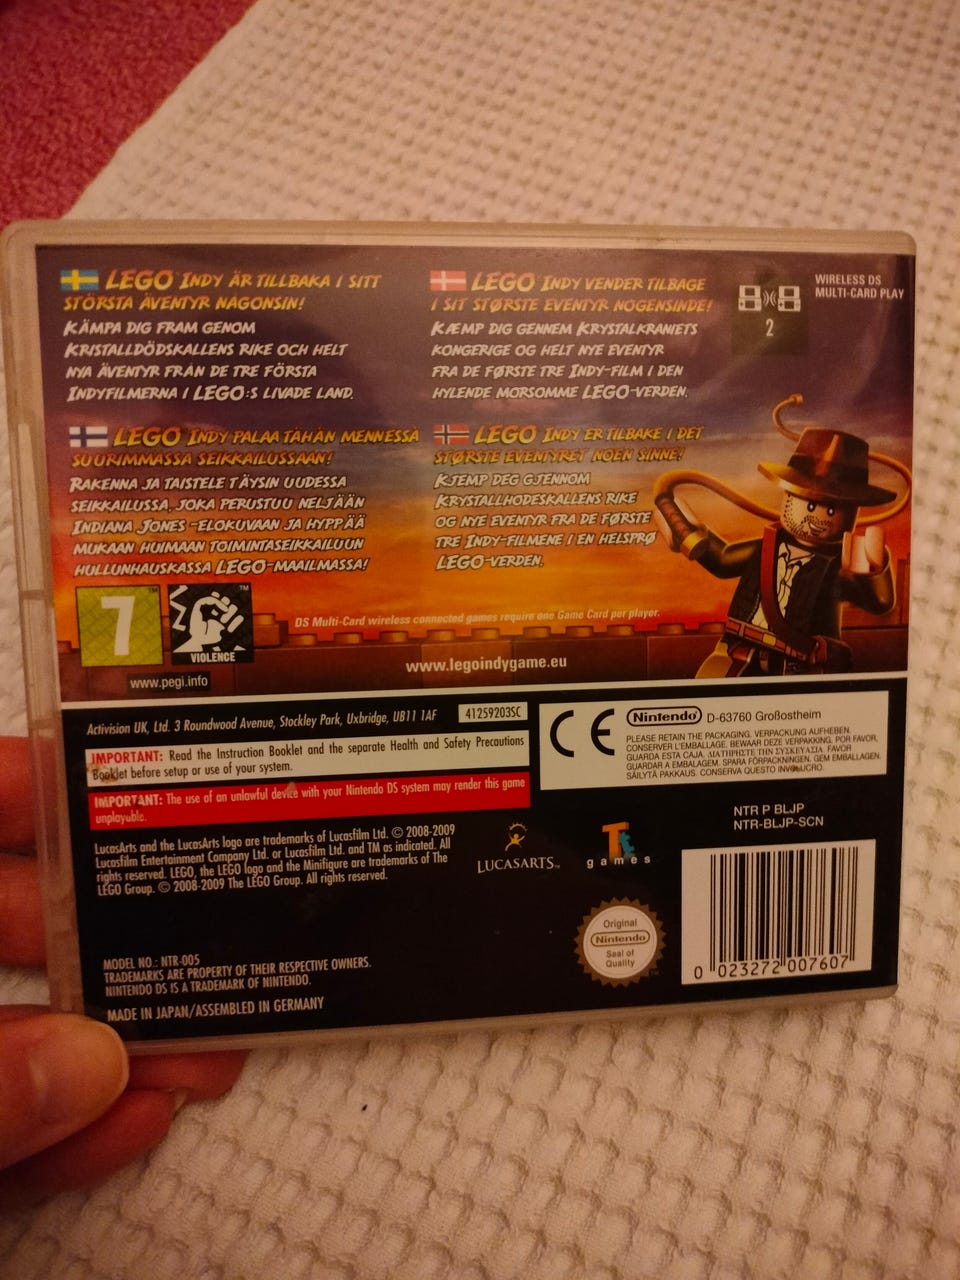 LEGO INDY ÄR TILLBAKA I SITT
STÖRSTA ÄVENTYR NÅGONSIN!
KÄMPA DIG FRAM GENOM
KRISTALLDÖDSKALLENS RIKE OCH HELT
NYA ÄVENTYR FRÅN DE TRE FÖRSTA
INDYFILMERNA I LEGO:S LIVADE LAND.
LEGO INDY VENDER TILBAGE
I SIT STØRSTE EVENTYR NOGENSINDE!
KÆMP DIG GENNEM KRYSTALKRANIETS
KONGERIGE OG HELT NYE EVENTYR
FRA DE FØRSTE TRE INDY-FILM I DEN
HYLENDE MORSOMME LEGO-VERDEN.
WIRELESS DS
MULTI-CARD PLAY
2
LEGO INDY PALAA TÄHÄN MENNESSÄ
SUURIMMASSA SEIKKAILUSSAAN!
RAKENNA JA TAISTELE TÄYSIN UUDESSA
SEIKKAILUSSA, JOKA PERUSTUU NELJÄÄN
INDIANA JONES -ELOKUVAAN JA HYPPÄÄ
MUKAAN HUIMAAN TOIMINTASEIKKAILUUN
HULLUNHAUSKASSA LEGO-MAAILMASSA!
LEGO INDY ER TILBAKE I DET
STØRSTE EVENTYRET NOEN SINNE!
KJEMP DEG GJENNOM
KRYSTALLHODESKALLENS RIKE
OG NYE EVENTYR FRA DE FØRSTE
TRE INDY-FILMENE I EN HELSPRØ
LEGO-VERDEN.
7
VIOLENCE
www.pegi.info
DS Multi-Card wireless connected games require one Game Card per player.
www.legoindygame.eu
Activision UK, Ltd. 3 Roundwood Avenue, Stockley Park, Uxbridge, UB11 1AF
41259203SC
IMPORTANT: Read the Instruction Booklet and the separate Health and Safety Precautions
Booklet before setup or use of your system.
IMPORTANT: The use of an unlawful device with your Nintendo DS system may render this game
unplayable.
CE
Nintendo D-63760 Großostheim
PLEASE RETAIN THE PACKAGING. VERPACKUNG AUFHEBEN.
CONSERVER L'EMBALLAGE. BEWAAR DEZE VERPAKKING, POR FAVOR,
GUARDA ESTA CAJA. ΔΙΑΤΗΡΗΣΤΕ ΤΗΝ ΣΥΣΚΕΥΑΣΙΑ. FAVOR
GUARDAR A EMBALAGEM. SPARA FÖRPACKNINGEN. GEM EMBALLAGEN.
SÄILYTÄ PAKKAUS. CONSERVA QUESTO INVOLUCRO.
NTR P BLJP
NTR-BLJP-SCN
LucasArts and the LucasArts logo are trademarks of Lucasfilm Ltd. © 2008-2009
Lucasfilm Entertainment Company Ltd. or Lucasfilm Ltd. and TM as indicated. All
rights reserved. LEGO, the LEGO logo and the Minifigure are trademarks of The
LEGO Group. © 2008-2009 The LEGO Group. All rights reserved.
LUCASARTS™
Tt
games
Original
Nintendo
Seal of
Quality
0 023272 007607
MODEL NO.: NTR-005
TRADEMARKS ARE PROPERTY OF THEIR RESPECTIVE OWNERS.
NINTENDO DS IS A TRADEMARK OF NINTENDO.
MADE IN JAPAN/ASSEMBLED IN GERMANY